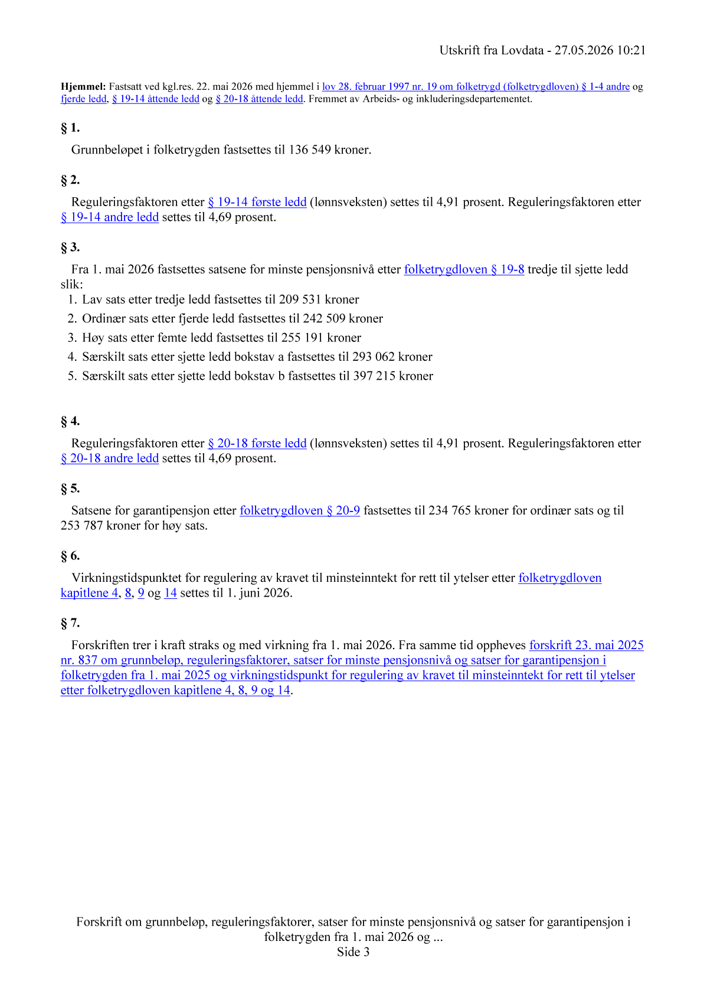 Utskrift fra Lovdata - 27.05.2026 10:21
Hjemmel: Fastsatt ved kgl.res. 22. mai 2026 med hjemmel i lov 28. februar 1997 nr. 19 om folketrygd (folketrygdloven) § 1-4 andre og
fjerde ledd, § 19-14 åttende ledd og § 20-18 åttende ledd. Fremmet av Arbeids- og inkluderingsdepartementet.
§ 1.
Grunnbeløpet i folketrygden fastsettes til 136 549 kroner.
§ 2.
Reguleringsfaktoren etter § 19-14 første ledd (lønnsveksten) settes til 4,91 prosent. Reguleringsfaktoren etter
§ 19-14 andre ledd settes til 4,69 prosent.
§ 3.
Fra 1. mai 2026 fastsettes satsene for minste pensjonsnivå etter folketrygdloven § 19-8 tredje til sjette ledd
slik:
1. Lav sats etter tredje ledd fastsettes til 209 531 kroner
2. Ordinær sats etter fjerde ledd fastsettes til 242 509 kroner
3. Høy sats etter femte ledd fastsettes til 255 191 kroner
4. Særskilt sats etter sjette ledd bokstav a fastsettes til 293 062 kroner
5. Særskilt sats etter sjette ledd bokstav b fastsettes til 397 215 kroner
§ 4.
Reguleringsfaktoren etter § 20-18 første ledd (lønnsveksten) settes til 4,91 prosent. Reguleringsfaktoren etter
§ 20-18 andre ledd settes til 4,69 prosent.
§ 5.
Satsene for garantipensjon etter folketrygdloven § 20-9 fastsettes til 234 765 kroner for ordinær sats og til
253 787 kroner for høy sats.
§ 6.
Virkningstidspunktet for regulering av kravet til minsteinntekt for rett til ytelser etter folketrygdloven
kapitlene 4, 8, 9 og 14 settes til 1. juni 2026.
§ 7.
Forskriften trer i kraft straks og med virkning fra 1. mai 2026. Fra samme tid oppheves forskrift 23. mai 2025
nr. 837 om grunnbeløp, reguleringsfaktorer, satser for minste pensjonsnivå og satser for garantipensjon i
folketrygden fra 1. mai 2025 og virkningstidspunkt for regulering av kravet til minsteinntekt for rett til ytelser
etter folketrygdloven kapitlene 4, 8, 9 og 14.
Forskrift om grunnbeløp, reguleringsfaktorer, satser for minste pensjonsnivå og satser for garantipensjon i
folketrygden fra 1. mai 2026 og ...
Side 3